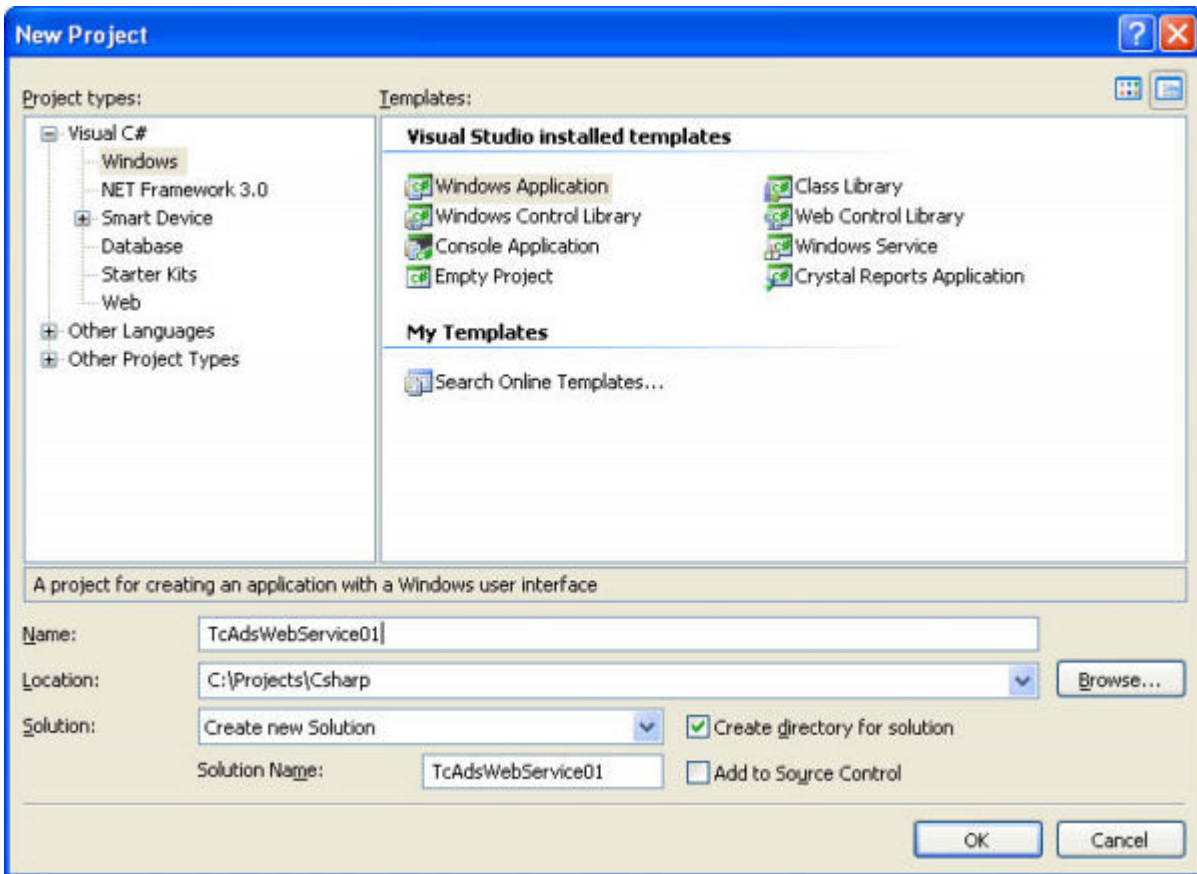 New Project
Project types:
Templates:
Visual C#
Windows
NET Framework 3.0
Smart Device
Database
Starter Kits
Web
Other Languages
Other Project Types
Visual Studio installed templates
Windows Application
Class Library
Windows Control Library
Web Control Library
Console Application
Windows Service
Empty Project
Crystal Reports Application
My Templates
Search Online Templates...
A project for creating an application with a Windows user interface
Name:
TcAdsWebService01
Location:
C:\Projects\Csharp
Browse...
Solution:
Create new Solution
Create directory for solution
Solution Name:
TcAdsWebService01
Add to Source Control
OK
Cancel